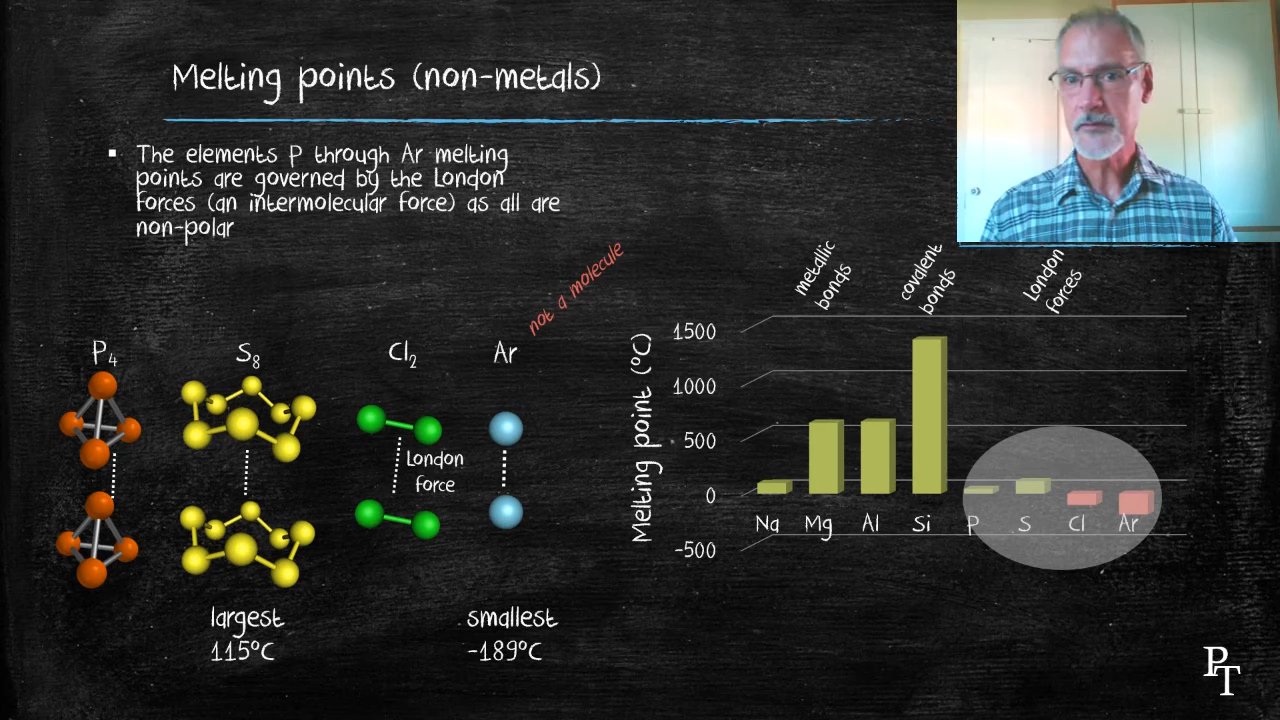 Melting points (non-metals)
▪ The elements P through Ar melting
points are governed by the London
forces (an intermolecular force) as all are
non-polar
not a molecule
P₄
S₈
Cl₂
Ar
London
force
largest
115°C
smallest
-189°C
metallic
bonds
covalent
bonds
London
forces
Melting point (°C)
1500
1000
500
0
-500
Na Mg Al Si P S Cl Ar
PT